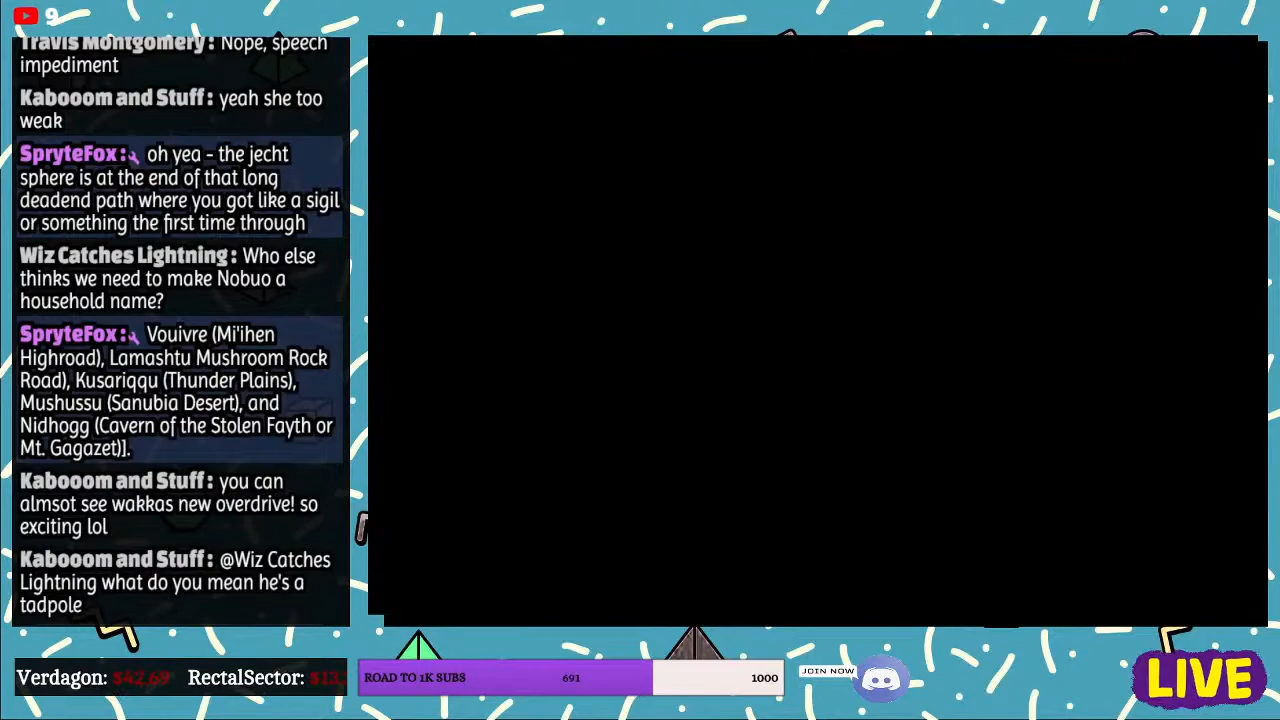 9
Travis Montgomery: Nope, speech
impediment
Kabooom and Stuff: yeah she too
weak
SpryteFox: oh yea - the jecht
sphere is at the end of that long
deadend path where you got like a sigil
or something the first time through
Wiz Catches Lightning: Who else
thinks we need to make Nobuo a
household name?
SpryteFox: Vouivre (Mi'ihen
Highroad), Lamashtu Mushroom Rock
Road), Kusariqqu (Thunder Plains),
Mushussu (Sanubia Desert), and
Nidhogg (Cavern of the Stolen Fayth or
Mt. Gagazet)].
Kabooom and Stuff: you can
almsot see wakkas new overdrive! so
exciting lol
Kabooom and Stuff: @Wiz Catches
Lightning what do you mean he's a
tadpole
Verdagon: $42.69 RectalSector:
ROAD TO 1K SUBS 691 1000
JOIN NOW
LIVE